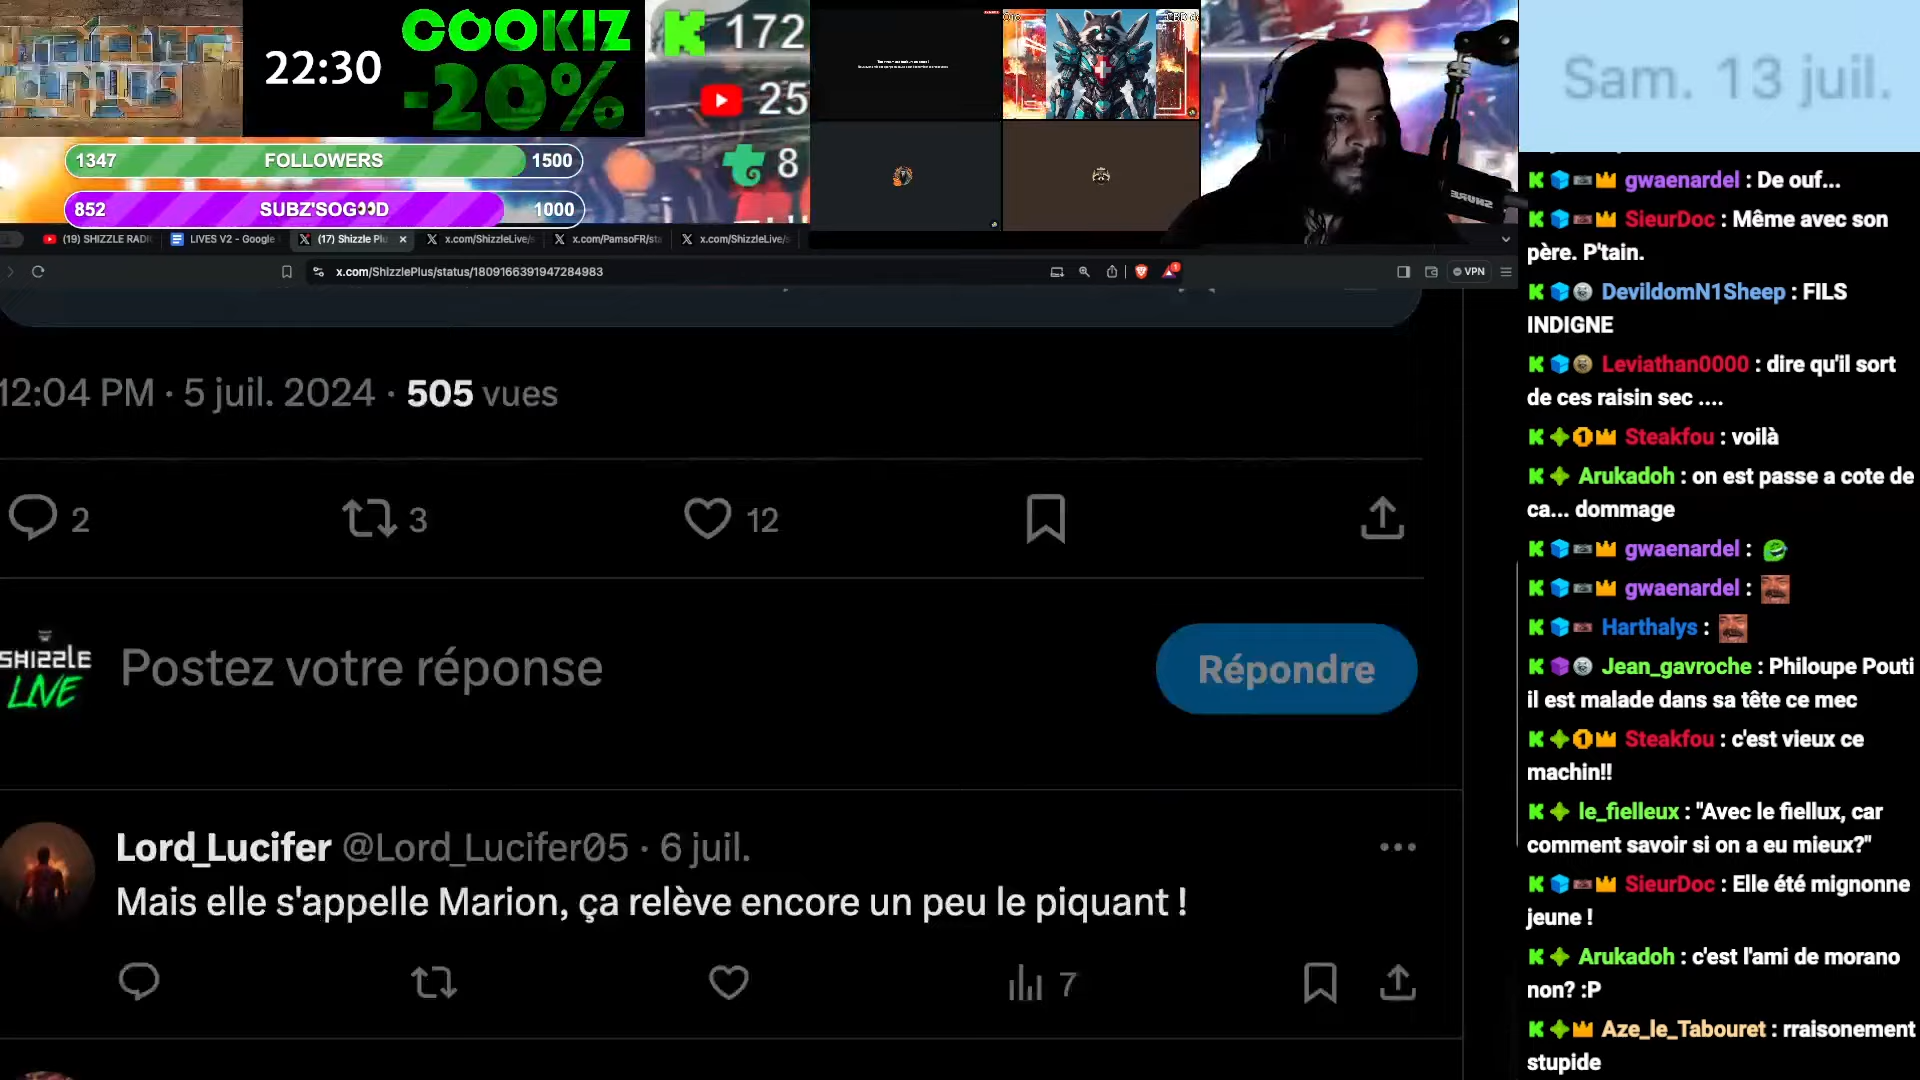 22:30
COOKIZ
-20%
172
25
8
1347 FOLLOWERS 1500
852 SUBZ'SOG👀D 1000
Sam. 13 juil.
(19) SHIZZLE RADI
LIVES V2 - Google
(17) Shizzle Plu
x.com/ShizzleLive/s
x.com/PamsoFR/sta
x.com/ShizzleLive/s
x.com/ShIzzlePlus/status/1809166391947284983
VPN
12:04 PM · 5 juil. 2024 · 505 vues
2
3
12
SHIZZLE
LIVE
Postez votre réponse
Répondre
Lord_Lucifer @Lord_Lucifer05 · 6 juil.
Mais elle s'appelle Marion, ça relève encore un peu le piquant !
7
gwaenardel : De ouf...
SieurDoc : Même avec son
père. P'tain.
DevildomN1Sheep : FILS
INDIGNE
Leviathan0000 : dire qu'il sort
de ces raisin sec ....
Steakfou : voilà
Arukadoh : on est passe a cote de
ca... dommage
gwaenardel :
gwaenardel :
Harthalys :
Jean_gavroche : Philoupe Pouti
il est malade dans sa tête ce mec
Steakfou : c'est vieux ce
machin!!
le_fielleux : "Avec le fiellux, car
comment savoir si on a eu mieux?"
SieurDoc : Elle été mignonne
jeune !
Arukadoh : c'est l'ami de morano
non? :P
Aze_le_Tabouret : rraisonement
stupide
SHURE